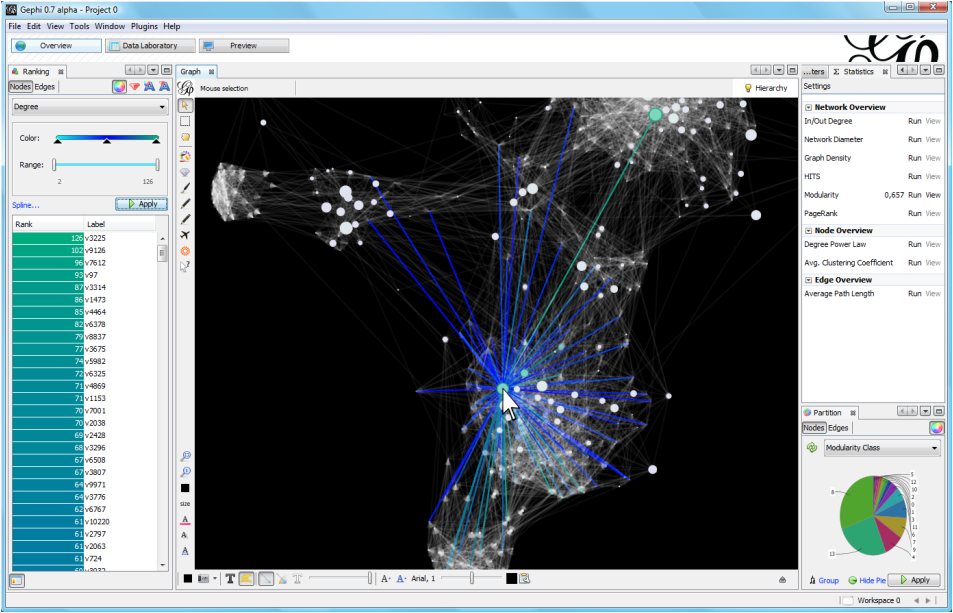 Gephi 0.7 alpha - Project 0
File Edit View Tools Window Plugins Help
Overview Data Laboratory Preview
Ranking Graph ...ters Σ Statistics
Nodes Edges Mouse selection Hierarchy Settings
Degree
Network Overview
In/Out Degree Run View
Color:
Network Diameter Run View
Range:
Graph Density Run View
2 126
HITS Run View
Modularity 0,657 Run View
Spline... Apply
PageRank Run View
Rank Label
Node Overview
126 v3225
Degree Power Law Run View
102 v9126
96 v7612
Avg. Clustering Coefficient Run View
93 v97
Edge Overview
87 v3314
Average Path Length Run View
86 v1473
85 v4464
82 v6378
79 v8837
77 v3675
74 v5982
72 v6325
71 v4869
71 v1153
70 v7001
Partition
70 v2038
Nodes Edges
69 v2428
68 v3296
Modularity Class
67 v6508
67 v3807
64 v9971
64 v3776
62 v6767
61 v10220
61 v2797
61 v2063
61 v724
size
A
A
A
5
12
10
2
0
1
3
11
6
7
9
4
8
13
T T A- A- Arial, 1
Group Hide Pie Apply
Workspace 0